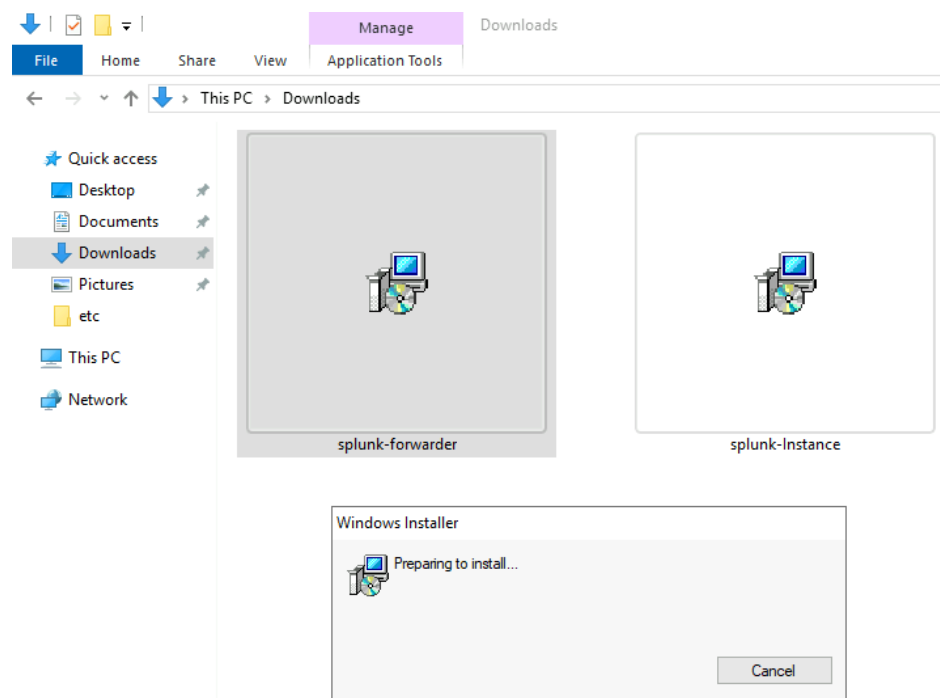 Manage
Downloads
File
Home
Share
View
Application Tools
This PC
Downloads
Quick access
Desktop
Documents
Downloads
Pictures
etc
This PC
Network
splunk-forwarder
splunk-Instance
Windows Installer
Preparing to install...
Cancel